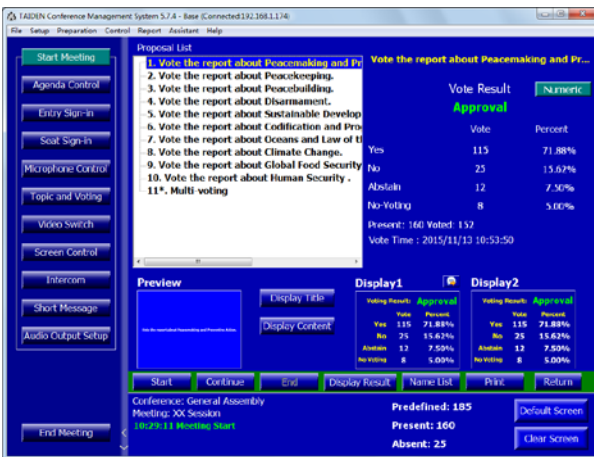 TAIDEN Conference Management System 5.7.4 - Base (Connected:192.168.1.174)
File Setup Preparation Control Report Assistant Help
Start Meeting
Agenda Control
Entry Sign-in
Seat Sign-in
Microphone Control
Topic and Voting
Video Switch
Screen Control
Intercom
Short Message
Audio Output Setup
End Meeting
Proposal List
1. Vote the report about Peacemaking and Pr
2. Vote the report about Peacekeeping.
3. Vote the report about Peacebuilding.
4. Vote the report about Disarmament.
5. Vote the report about Sustainable Develop
6. Vote the report about Codification and Pro
7. Vote the report about Oceans and Law of tl
8. Vote the report about Climate Change.
9. Vote the report about Global Food Security
10. Vote the report about Human Security .
11*. Multi-voting
Vote the report about Peacemaking and Pr...
Vote Result Numeric
Approval
Vote Percent
Yes 115 71.88%
No 25 15.62%
Abstain 12 7.50%
No-Voting 8 5.00%
Present: 160 Voted: 152
Vote Time : 2015/11/13 10:53:50
Preview
Vote the report about Peacemaking and Preventive Action
Display Title
Display Content
Display1
Voting Result: Approval
Vote Percent
Yes 115 71.88%
No 25 15.62%
Abstain 12 7.50%
No Voting 8 5.00%
Display2
Voting Result: Approval
Vote Percent
Yes 115 71.88%
No 25 15.62%
Abstain 12 7.50%
No Voting 8 5.00%
Start Continue End Display Result Name List Print Return
Conference: General Assembly
Meeting: XX Session
10:29:11 Meeting Start
Predefined: 185
Present: 160
Absent: 25
Default Screen
Clear Screen